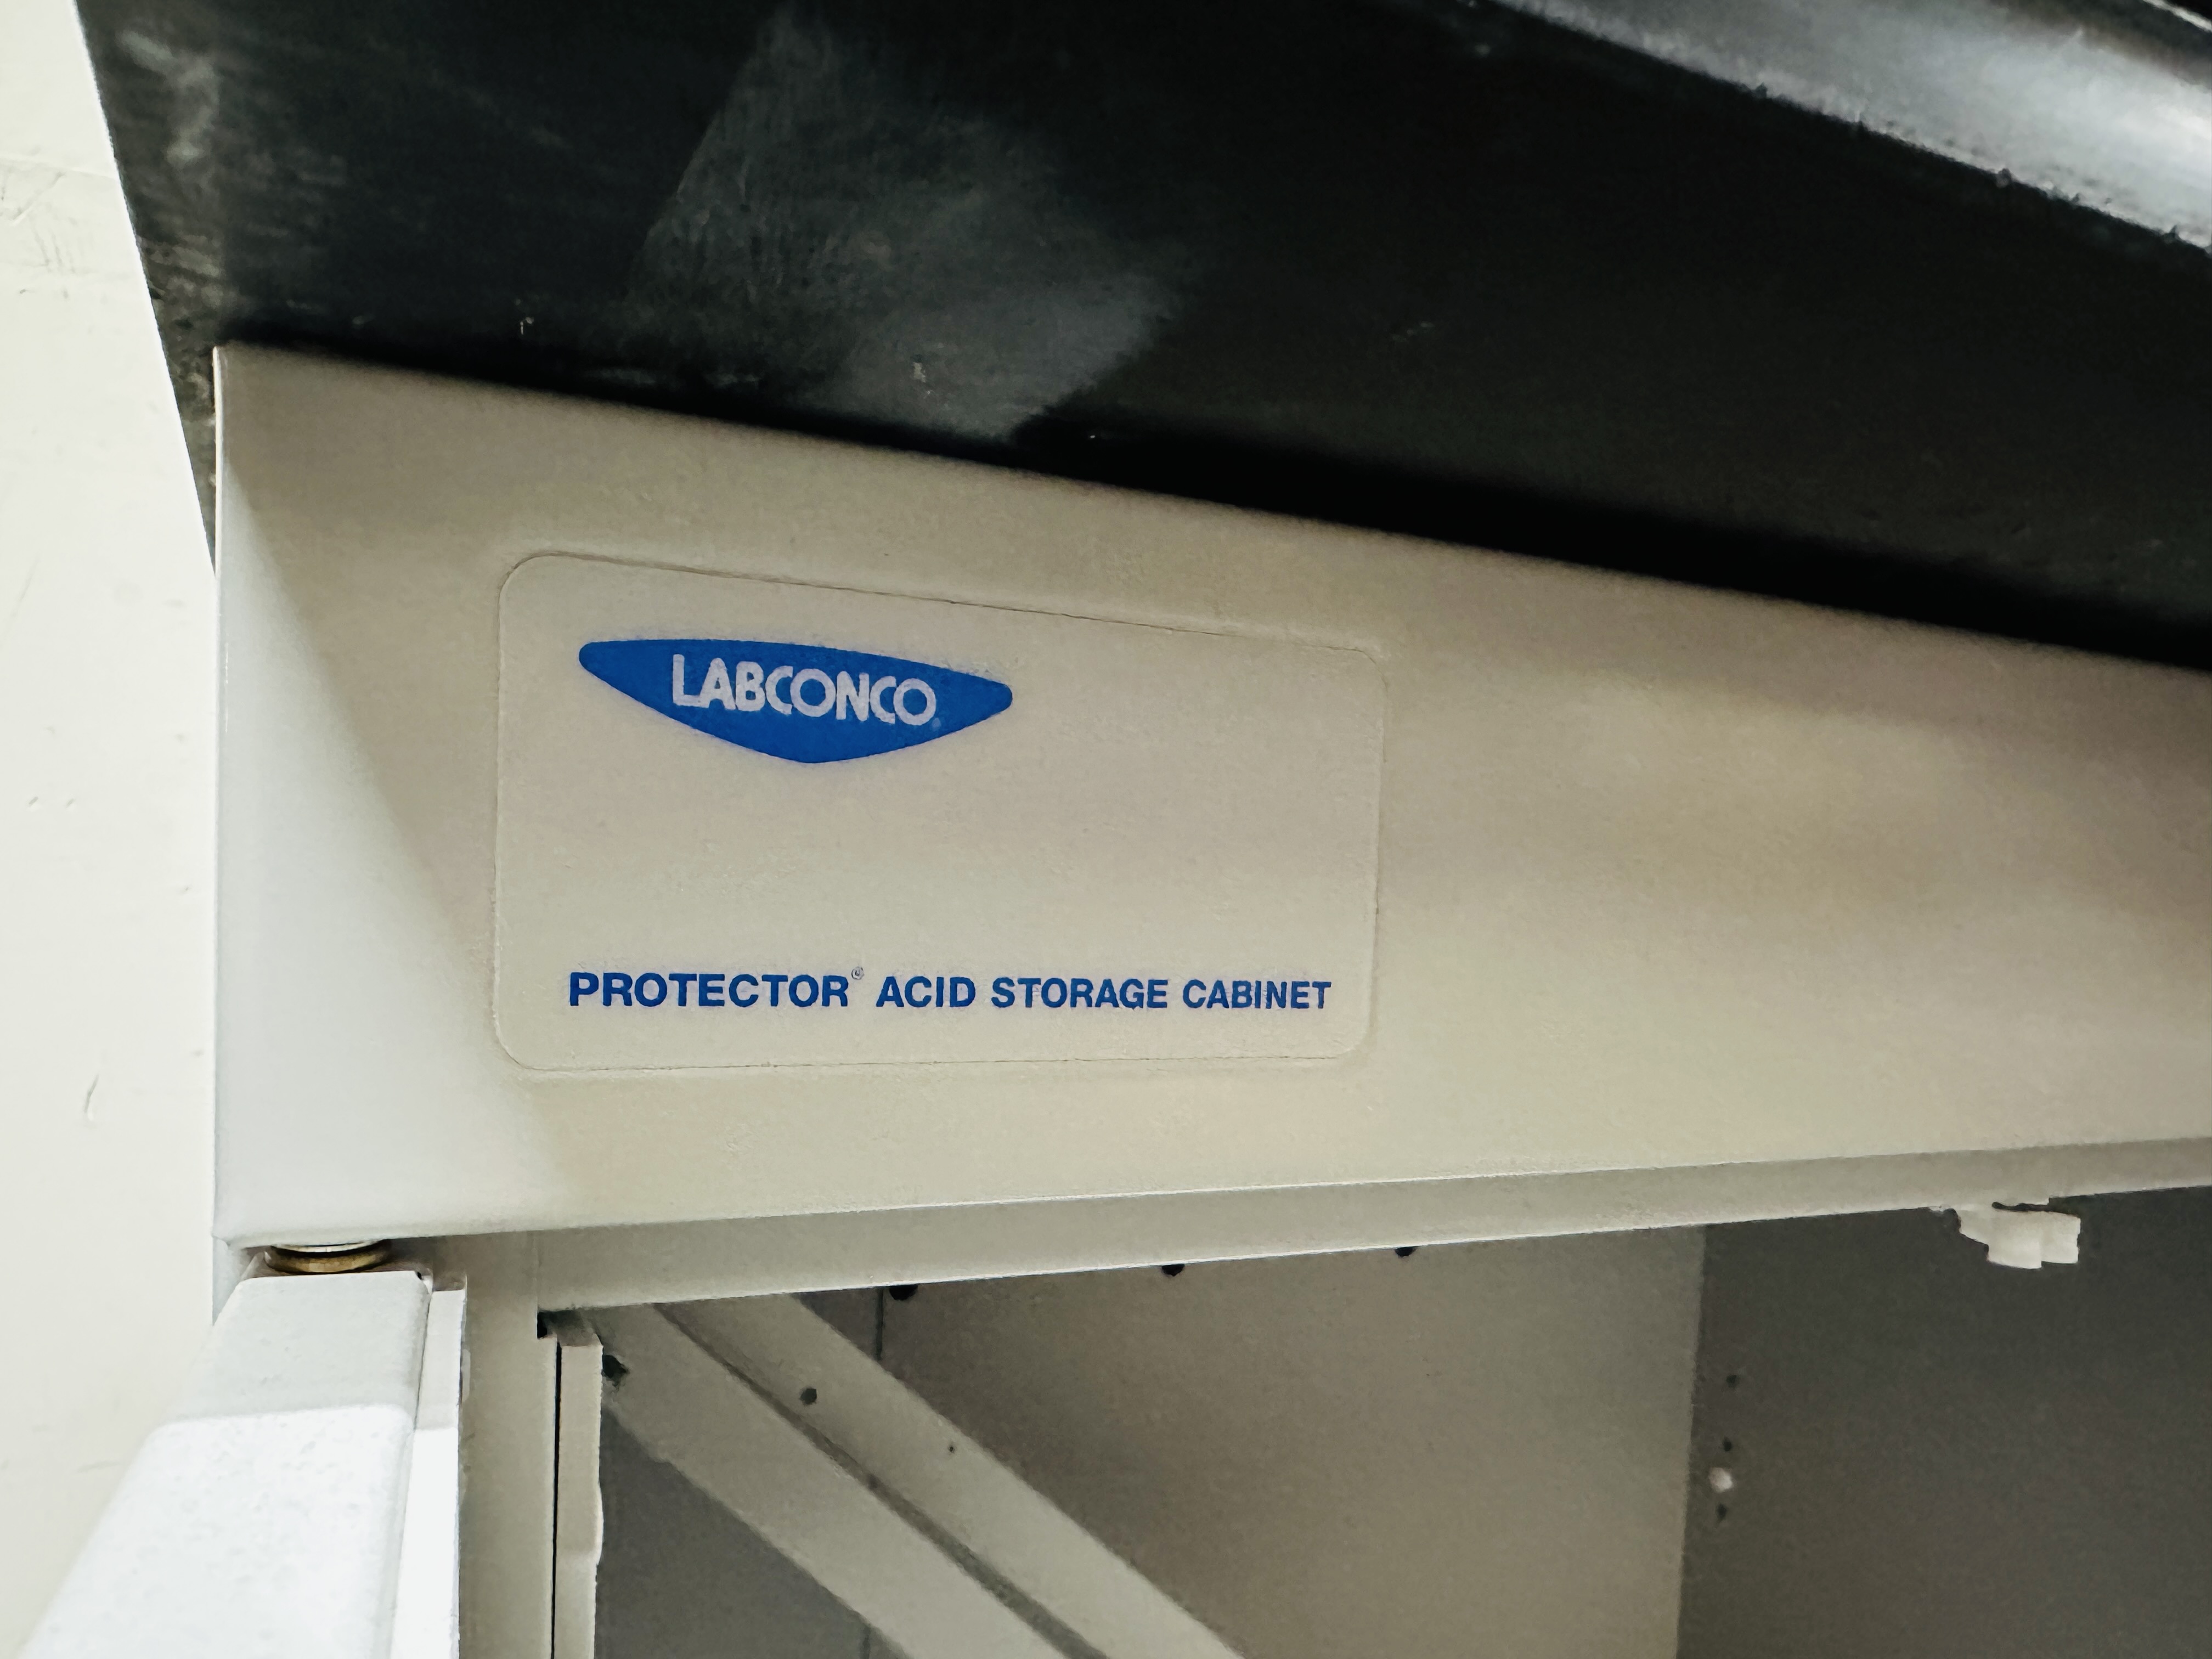 LABCONCO®
PROTECTOR® ACID STORAGE CABINET